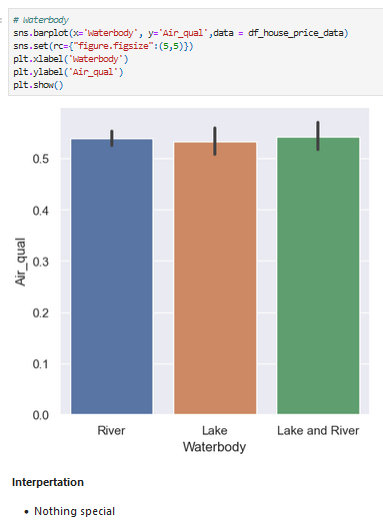 # Waterbody
sns.barplot(x='Waterbody', y='Air_qual',data = df_house_price_data)
sns.set(rc={"figure.figsize":(5,5)})
plt.xlabel('Waterbody')
plt.ylabel('Air_qual')
plt.show()
0.5
0.4
0.3
0.2
0.1
0.0
Air_qual
River Lake Lake and River
Waterbody
Interpertation
• Nothing special